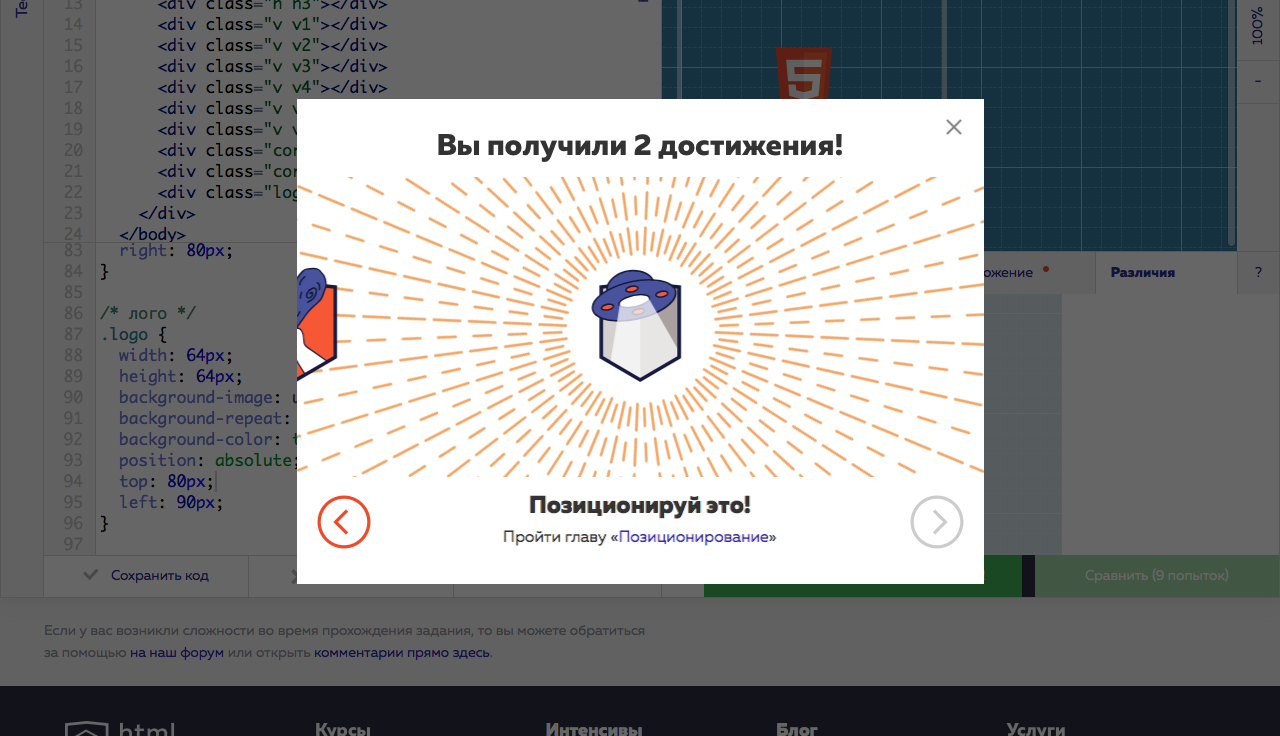 Те
100%
-
13 <div class="h h3"></div>
14 <div class="v v1"></div>
15 <div class="v v2"></div>
16 <div class="v v3"></div>
17 <div class="v v4"></div>
18 <div class="v v
19 <div class="v v
20 <div class="cor
21 <div class="cor
22 <div class="log
23 </div>
24 </body>
83 right: 80px;
84 }
85
86 /* лого */
87 .logo {
88 width: 64px;
89 height: 64px;
90 background-image: u
91 background-repeat:
92 background-color: t
93 position: absolute;
94 top: 80px;
95 left: 90px;
96 }
97
5
Вы получили 2 достижения!
Позиционируй это!
Пройти главу «Позиционирование»
ожение
Различия
?
Сохранить код
Сравнить (9 попыток)
Если у вас возникли сложности во время прохождения задания, то вы можете обратиться
за помощью на наш форум или открыть комментарии прямо здесь.
html
Курсы
Интенсивы
Блог
Услуги